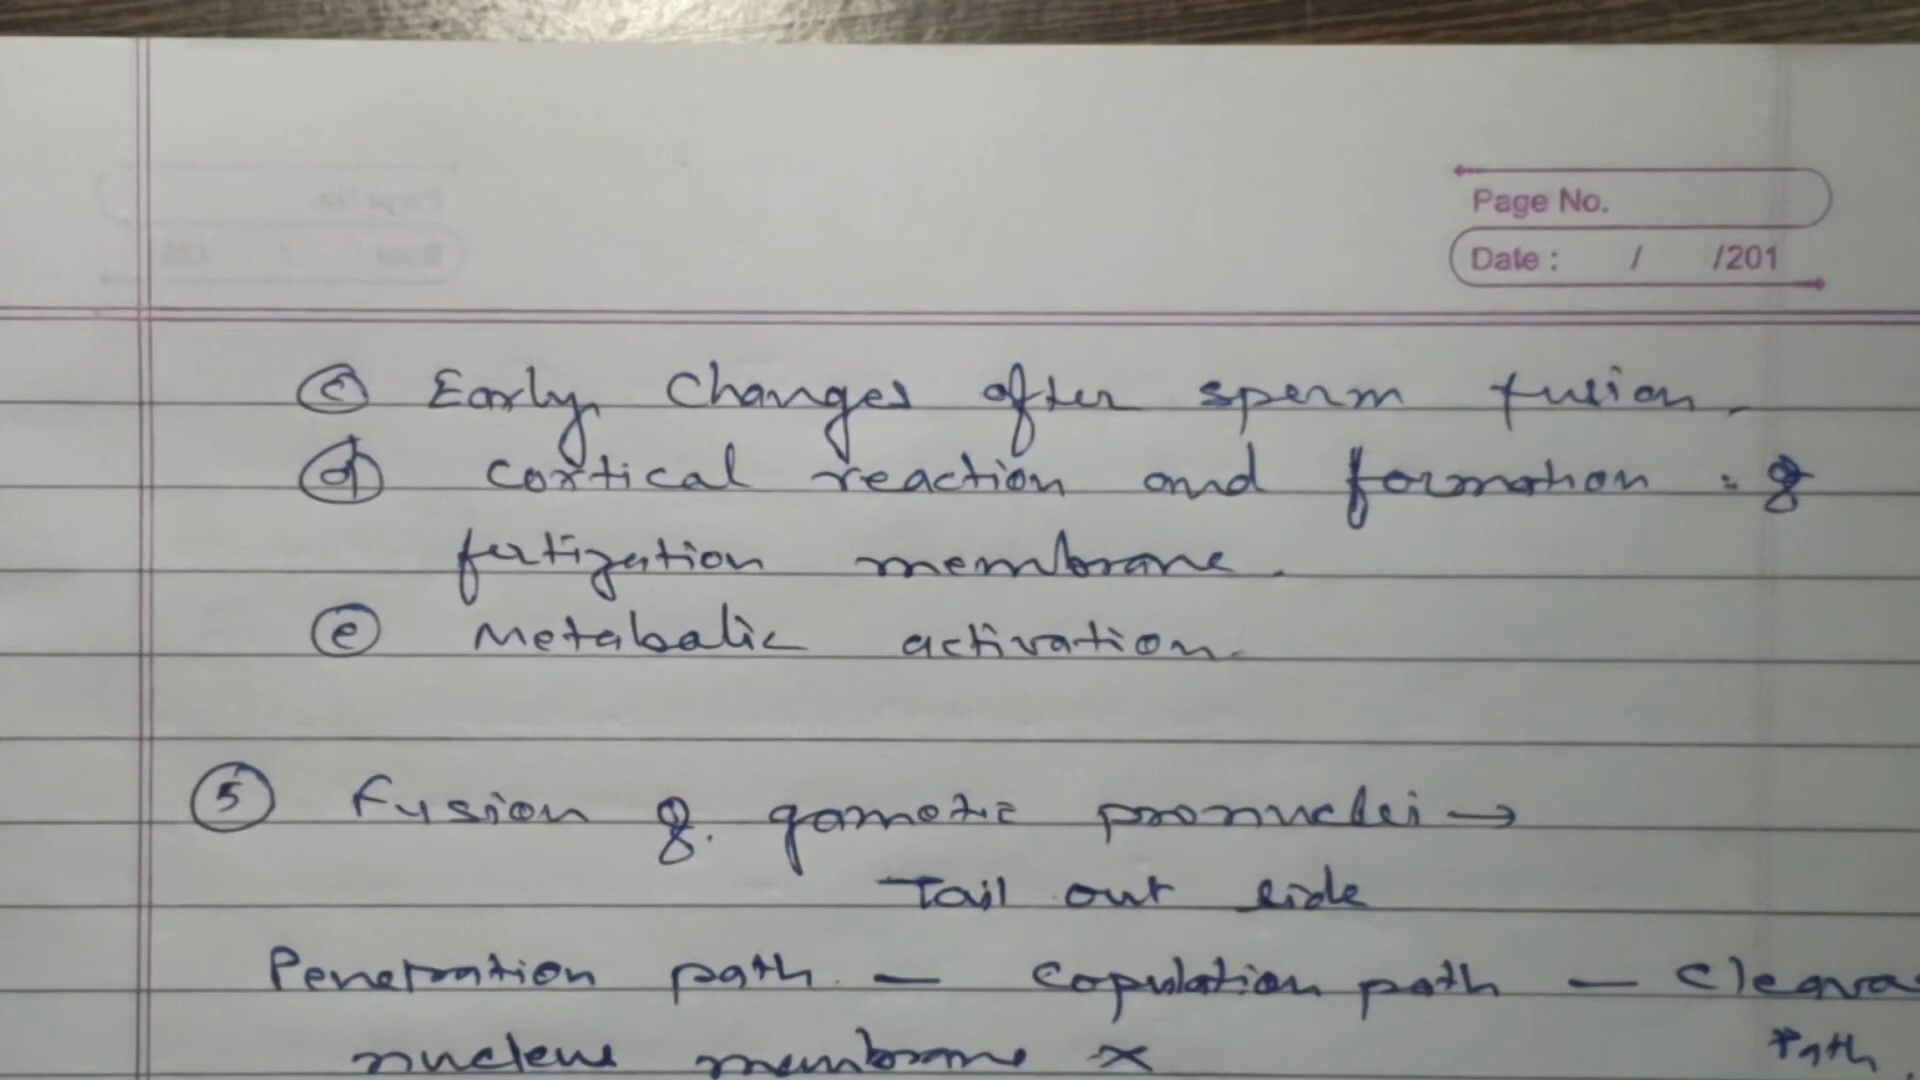 Page No.
Date : / /201
(c) Early changes after sperm fusion.
(d) cortical reaction and formation of
fertization membrane.
(e) Metabalic activation.
(5) Fusion of gametic pronuclei →
Tail out side
Penetration path - Copulation path - Cleava
Path.
nucleus membrane ×